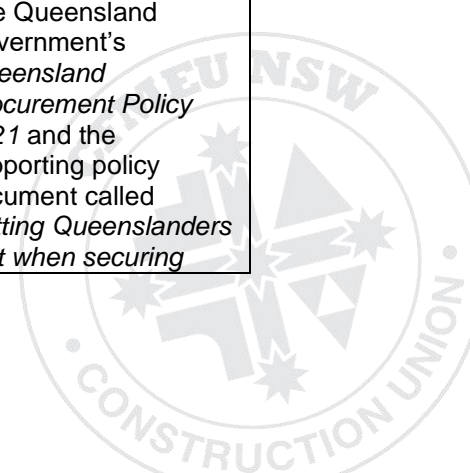 e Queensland
vernment's
eensland
ocurement Policy
21 and the
pporting policy
cument called
tting Queenslanders
t when securing
CFMEU NSW
• CONSTRUCTION UNION •